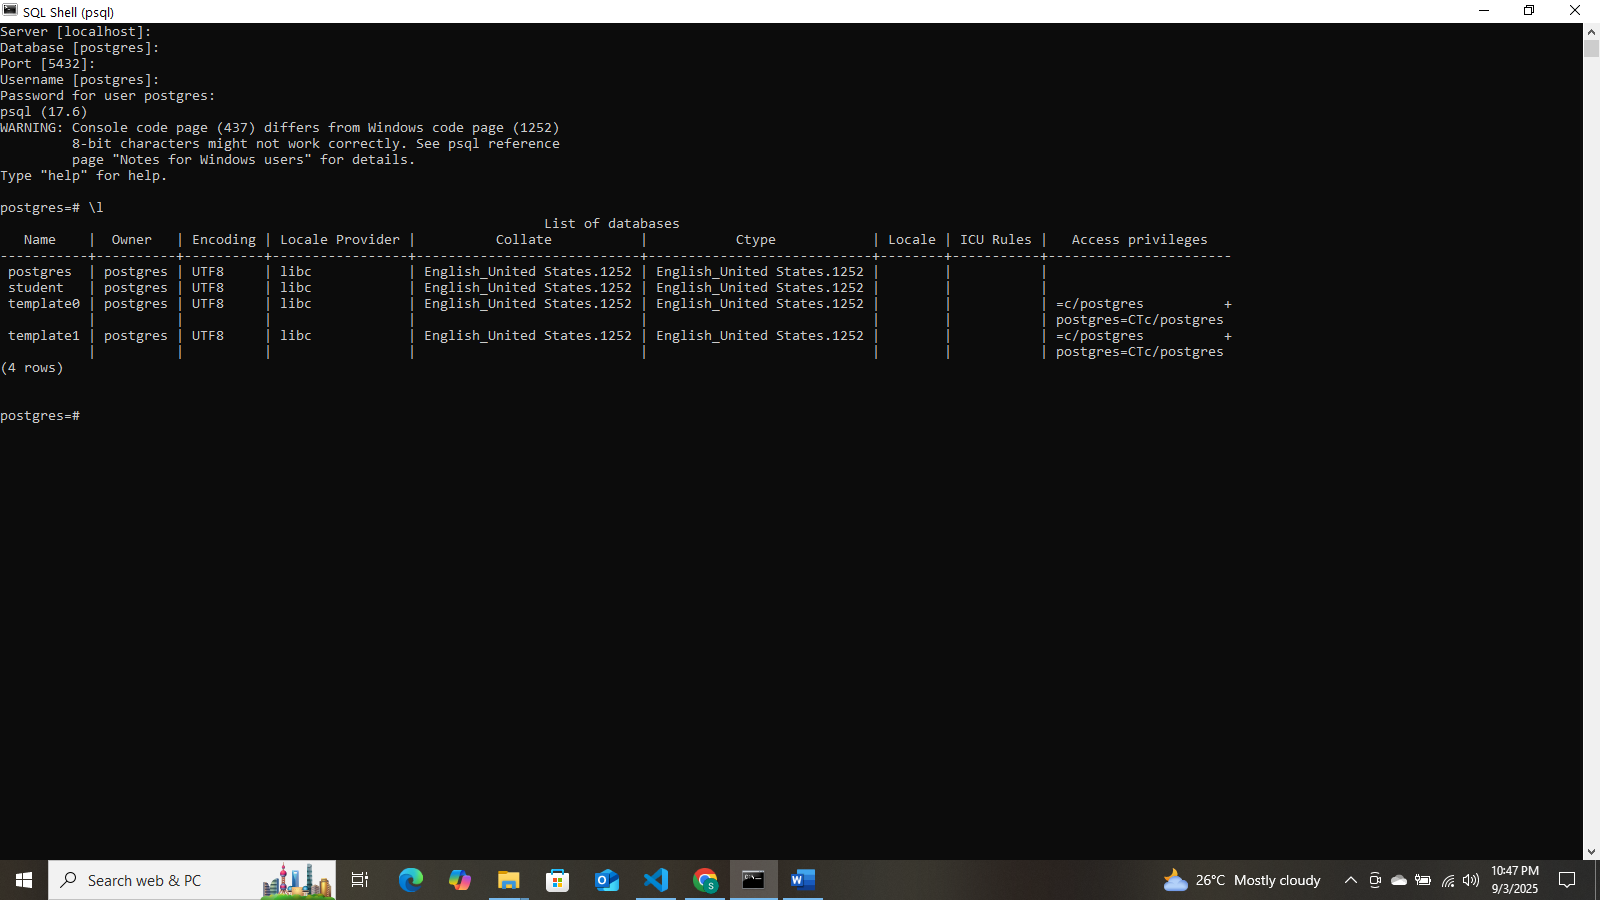 SQL Shell (psql)
Server [localhost]:
Database [postgres]:
Port [5432]:
Username [postgres]:
Password for user postgres:
psql (17.6)
WARNING: Console code page (437) differs from Windows code page (1252)
         8-bit characters might not work correctly. See psql reference
         page "Notes for Windows users" for details.
Type "help" for help.

postgres=# \l
                                                                    List of databases
   Name    |  Owner   | Encoding | Locale Provider |          Collate           |           Ctype            | Locale | ICU Rules |   Access privileges
-----------+----------+----------+-----------------+----------------------------+----------------------------+--------+-----------+-----------------------
 postgres  | postgres | UTF8     | libc            | English_United States.1252 | English_United States.1252 |        |           |
 student   | postgres | UTF8     | libc            | English_United States.1252 | English_United States.1252 |        |           |
 template0 | postgres | UTF8     | libc            | English_United States.1252 | English_United States.1252 |        |           | =c/postgres          +
           |          |          |                 |                            |                            |        |           | postgres=CTc/postgres
 template1 | postgres | UTF8     | libc            | English_United States.1252 | English_United States.1252 |        |           | =c/postgres          +
           |          |          |                 |                            |                            |        |           | postgres=CTc/postgres
(4 rows)

postgres=#
Search web & PC
26°C Mostly cloudy
10:47 PM
9/3/2025